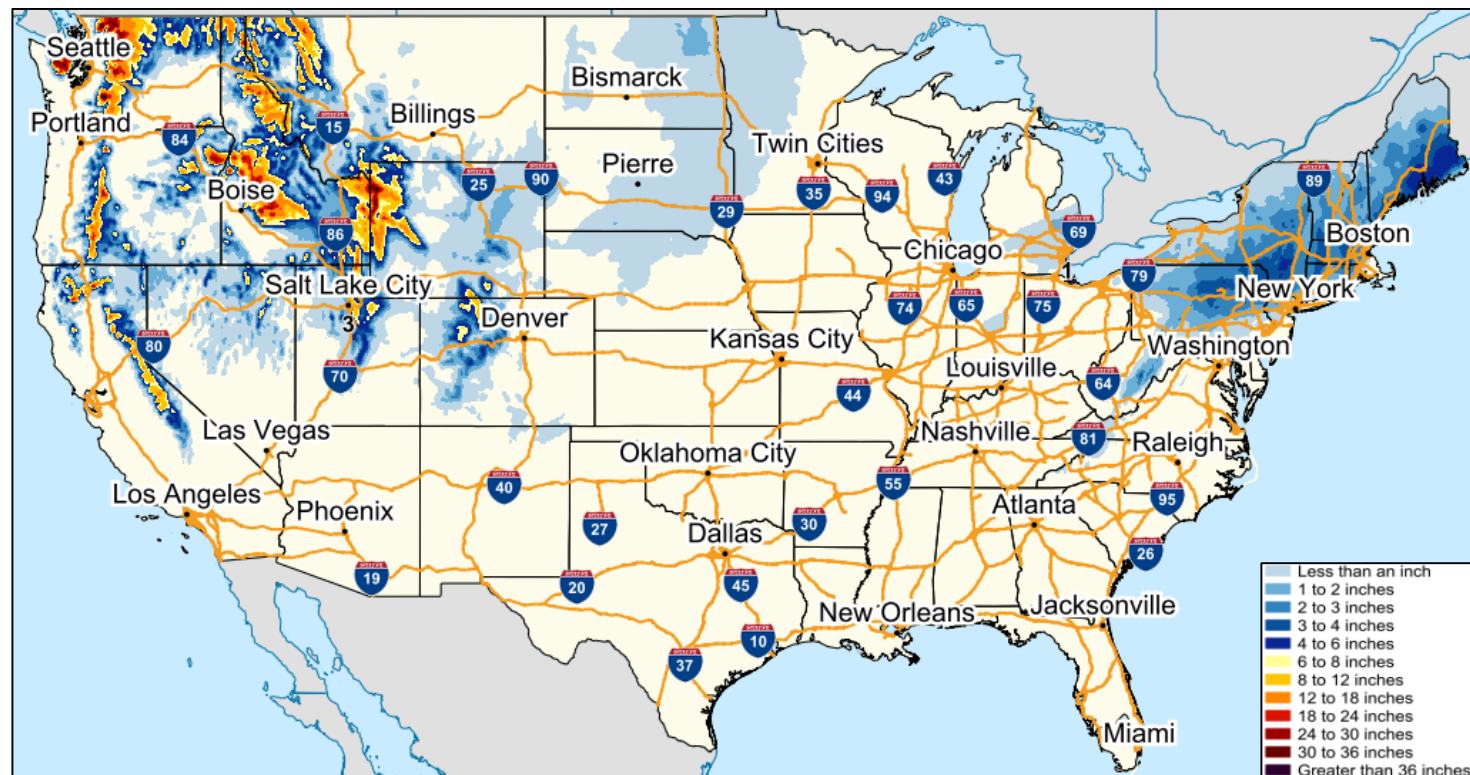 Seattle
Bismarck
Billings
Portland
15
84
Twin Cities
Pierre
43
89
25
90
35
94
Boise
29
69
Boston
86
Chicago
Salt Lake City
1
79
New York
3
Denver
74
65
75
80
Kansas City
Washington
70
Louisville
64
44
Las Vegas
Nashville
81
Raleigh
Oklahoma City
40
55
Los Angeles
95
Phoenix
27
30
Atlanta
Dallas
26
19
20
45
Less than an inch
1 to 2 inches
New Orleans
Jacksonville
2 to 3 inches
10
3 to 4 inches
37
4 to 6 inches
6 to 8 inches
8 to 12 inches
12 to 18 inches
18 to 24 inches
Miami
24 to 30 inches
30 to 36 inches
Greater than 36 inches